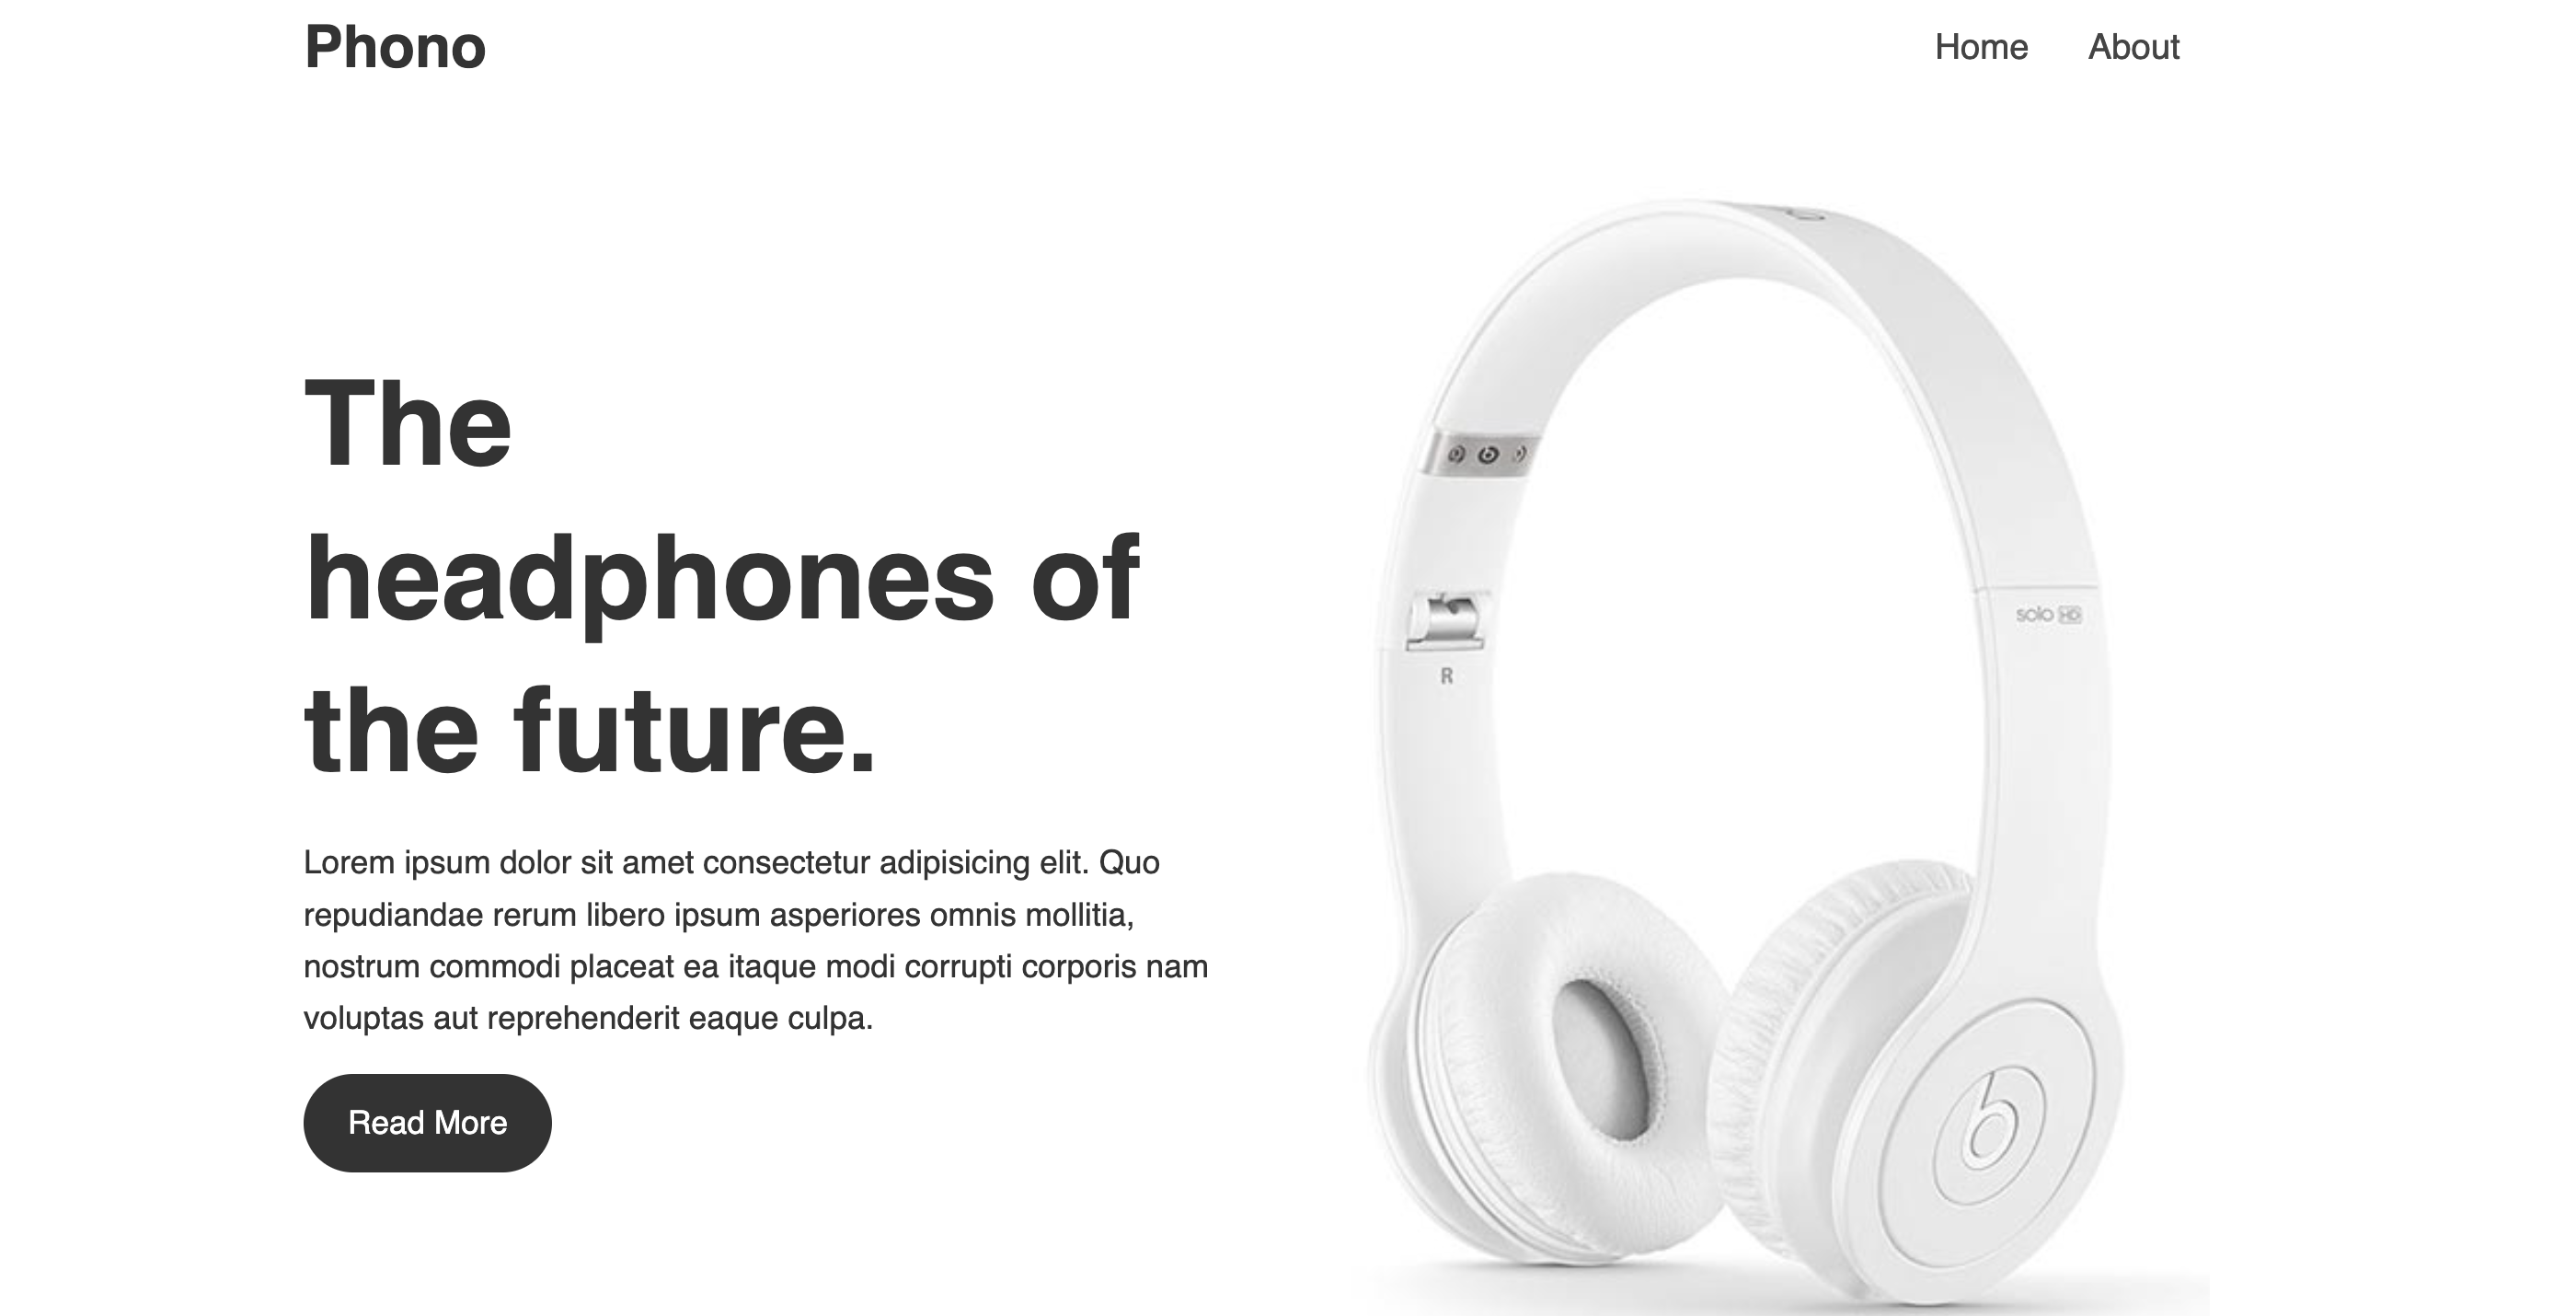 Phono
Home About
The
headphones of
the future.
Lorem ipsum dolor sit amet consectetur adipisicing elit. Quo
repudiandae rerum libero ipsum asperiores omnis mollitia,
nostrum commodi placeat ea itaque modi corrupti corporis nam
voluptas aut reprehenderit eaque culpa.
Read More
solo HD
R
b